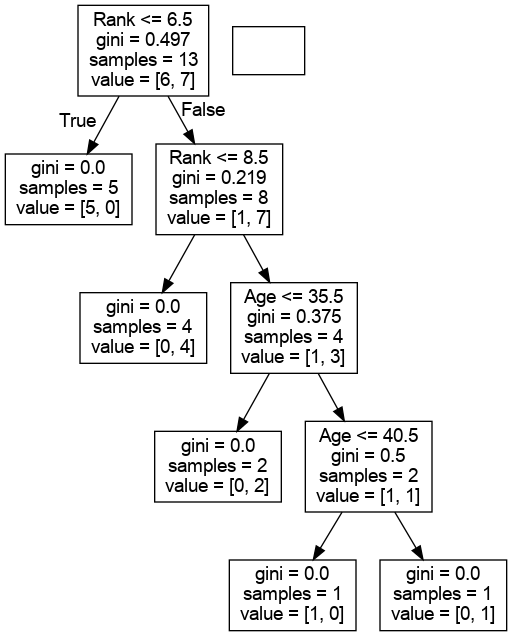 Rank <= 6.5
gini = 0.497
samples = 13
value = [6, 7]
True
False
gini = 0.0
samples = 5
value = [5, 0]
Rank <= 8.5
gini = 0.219
samples = 8
value = [1, 7]
gini = 0.0
samples = 4
value = [0, 4]
Age <= 35.5
gini = 0.375
samples = 4
value = [1, 3]
gini = 0.0
samples = 2
value = [0, 2]
Age <= 40.5
gini = 0.5
samples = 2
value = [1, 1]
gini = 0.0
samples = 1
value = [1, 0]
gini = 0.0
samples = 1
value = [0, 1]